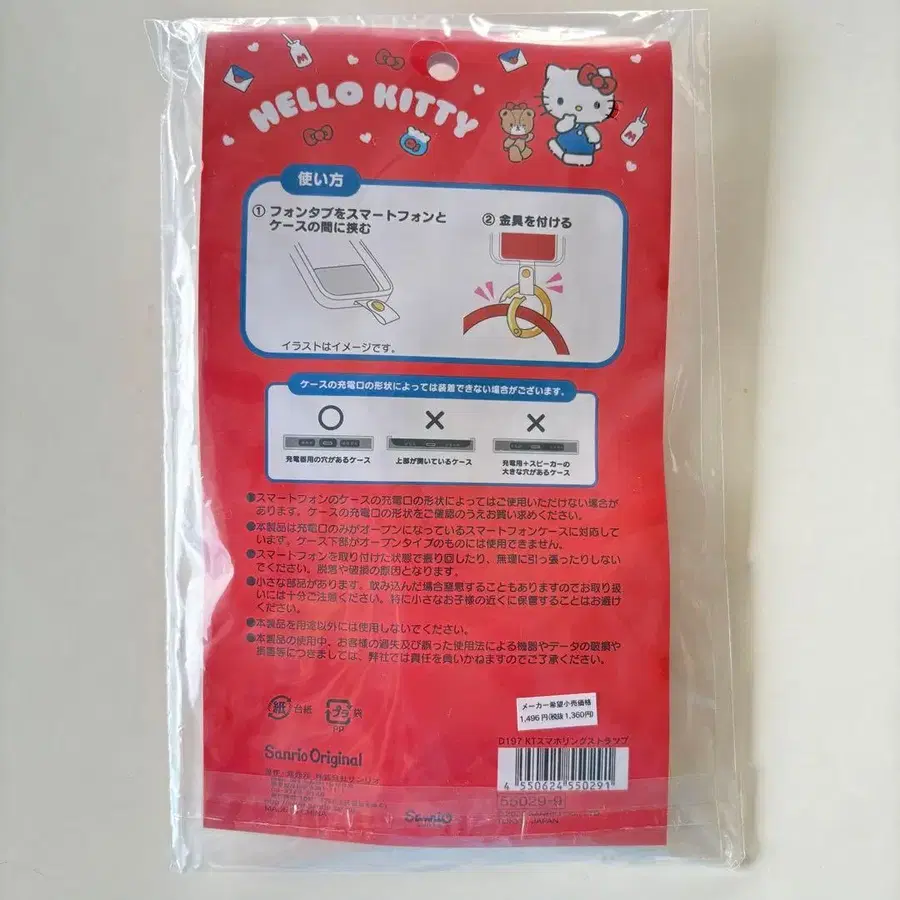 HELLO KITTY
使い方
① フォンタブをスマートフォンと
ケースの間に挟む
② 金具を付ける
イラストはイメージです。
ケースの充電口の形状によっては装着できない場合がございます。
充電器用の穴があるケース
上部が開いているケース
充電用+スピーカーの
大きな穴があるケース
●スマートフォンのケースの充電口の形状によってはご使用いただけない場合が
あります。ケースの充電口の形状をご確認のうえお買い求めください。
●本製品は充電口のみがオープンになっているスマートフォンケースに対応して
います。ケース下部がオープンタイプのものには使用できません。
●スマートフォンを取り付けた状態で振り回したり、無理に引っ張ったりしない
でください。脱落や破損の原因となります。
●小さな部品があります。飲み込んだ場合窒息することもありますのでお取り扱
いには十分ご注意ください。特に小さなお子様の近くに保管することはお避け
ください。
●本製品を用途以外には使用しないでください。
●本製品の使用中、お客様の過失及び誤った使用法による機器やデータの破損や
損害等につきましては、弊社では責任を負いかねますのでご了承ください。
紙 台紙
プラ 袋
PP
メーカー希望小売価格
1,496円(税抜 1,360円)
D197 KTスマホリングストラップ
4 550624 550291
55029-9
Sanrio Original
株式会社サンリオ
MADE IN CHINA
Sanrio
TOKYO, JAPAN